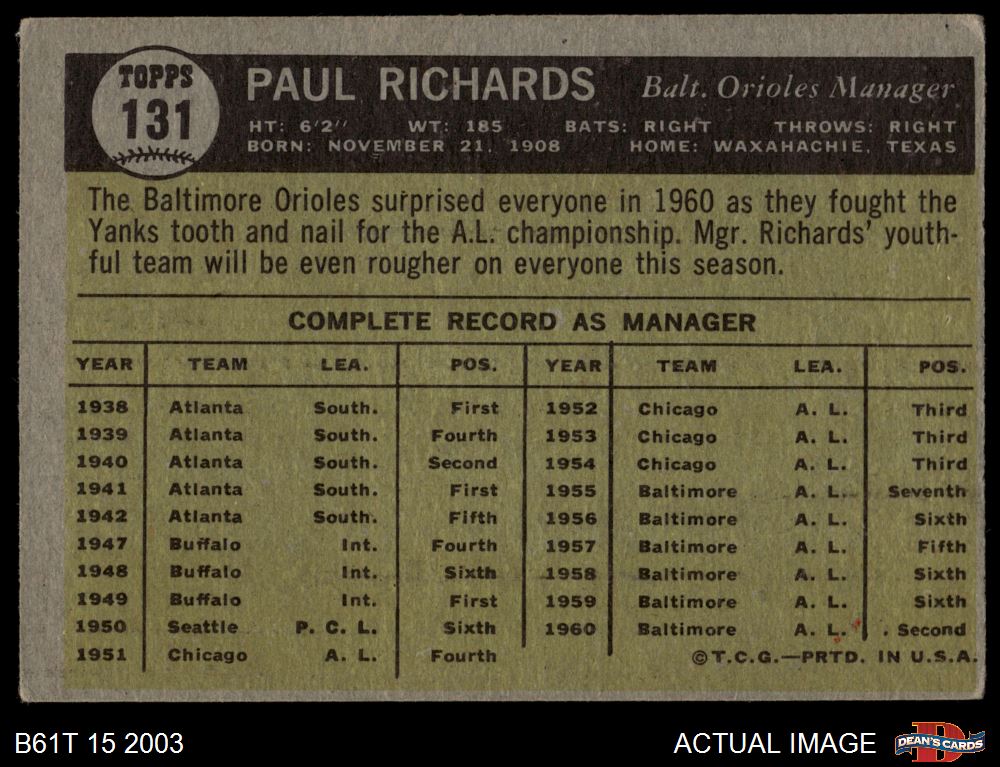 TOPPS
131
PAUL RICHARDS Balt. Orioles Manager
HT: 6'2" WT: 185 BATS: RIGHT THROWS: RIGHT
BORN: NOVEMBER 21, 1908 HOME: WAXAHACHIE, TEXAS
The Baltimore Orioles surprised everyone in 1960 as they fought the
Yanks tooth and nail for the A.L. championship. Mgr. Richards' youth-
ful team will be even rougher on everyone this season.
COMPLETE RECORD AS MANAGER
YEAR TEAM LEA. POS. YEAR TEAM LEA. POS.
1938 Atlanta South. First 1952 Chicago A. L. Third
1939 Atlanta South. Fourth 1953 Chicago A. L. Third
1940 Atlanta South. Second 1954 Chicago A. L. Third
1941 Atlanta South. First 1955 Baltimore A. L. Seventh
1942 Atlanta South. Fifth 1956 Baltimore A. L. Sixth
1947 Buffalo Int. Fourth 1957 Baltimore A. L. Fifth
1948 Buffalo Int. Sixth 1958 Baltimore A. L. Sixth
1949 Buffalo Int. First 1959 Baltimore A. L. Sixth
1950 Seattle P. C. L. Sixth 1960 Baltimore A. L. Second
1951 Chicago A. L. Fourth ©T.C.G.—PRTD. IN U.S.A.
B61T 15 2003 ACTUAL IMAGE DEAN'S CARDS